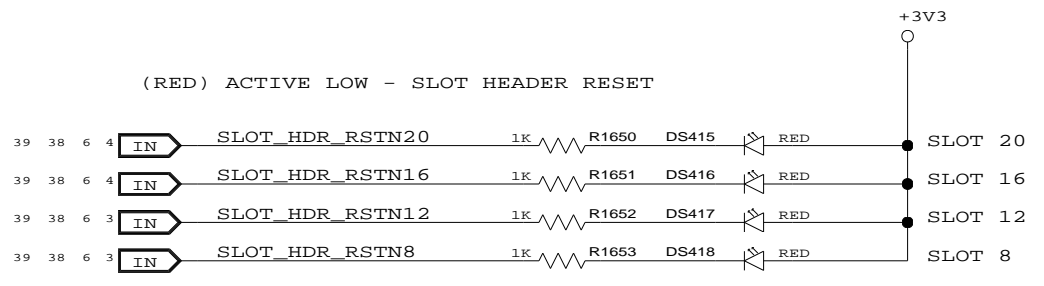 +3V3
(RED) ACTIVE LOW - SLOT HEADER RESET
39 38 6 4 IN SLOT_HDR_RSTN20 1K R1650 DS415 RED SLOT 20
39 38 6 4 IN SLOT_HDR_RSTN16 1K R1651 DS416 RED SLOT 16
39 38 6 3 IN SLOT_HDR_RSTN12 1K R1652 DS417 RED SLOT 12
39 38 6 3 IN SLOT_HDR_RSTN8 1K R1653 DS418 RED SLOT 8